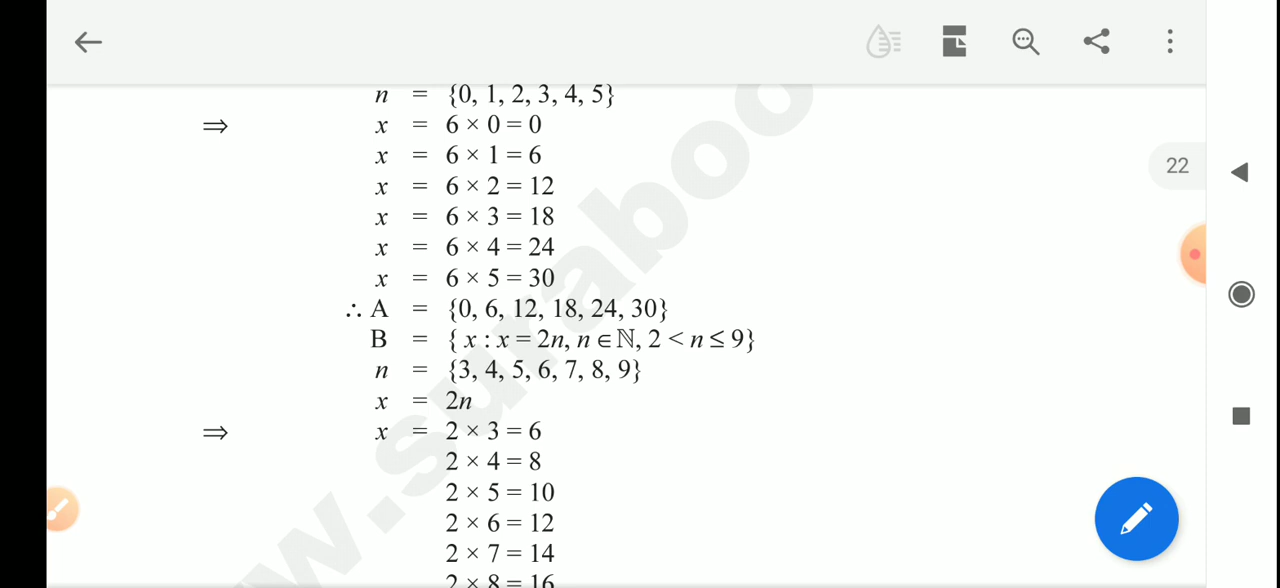 22
n = {0, 1, 2, 3, 4, 5}
⇒ x = 6 × 0 = 0
x = 6 × 1 = 6
x = 6 × 2 = 12
x = 6 × 3 = 18
x = 6 × 4 = 24
x = 6 × 5 = 30
∴ A = {0, 6, 12, 18, 24, 30}
B = { x : x = 2n, n ∈ ℕ, 2 < n ≤ 9}
n = {3, 4, 5, 6, 7, 8, 9}
x = 2n
⇒ x = 2 × 3 = 6
2 × 4 = 8
2 × 5 = 10
2 × 6 = 12
2 × 7 = 14
2 × 8 = 16